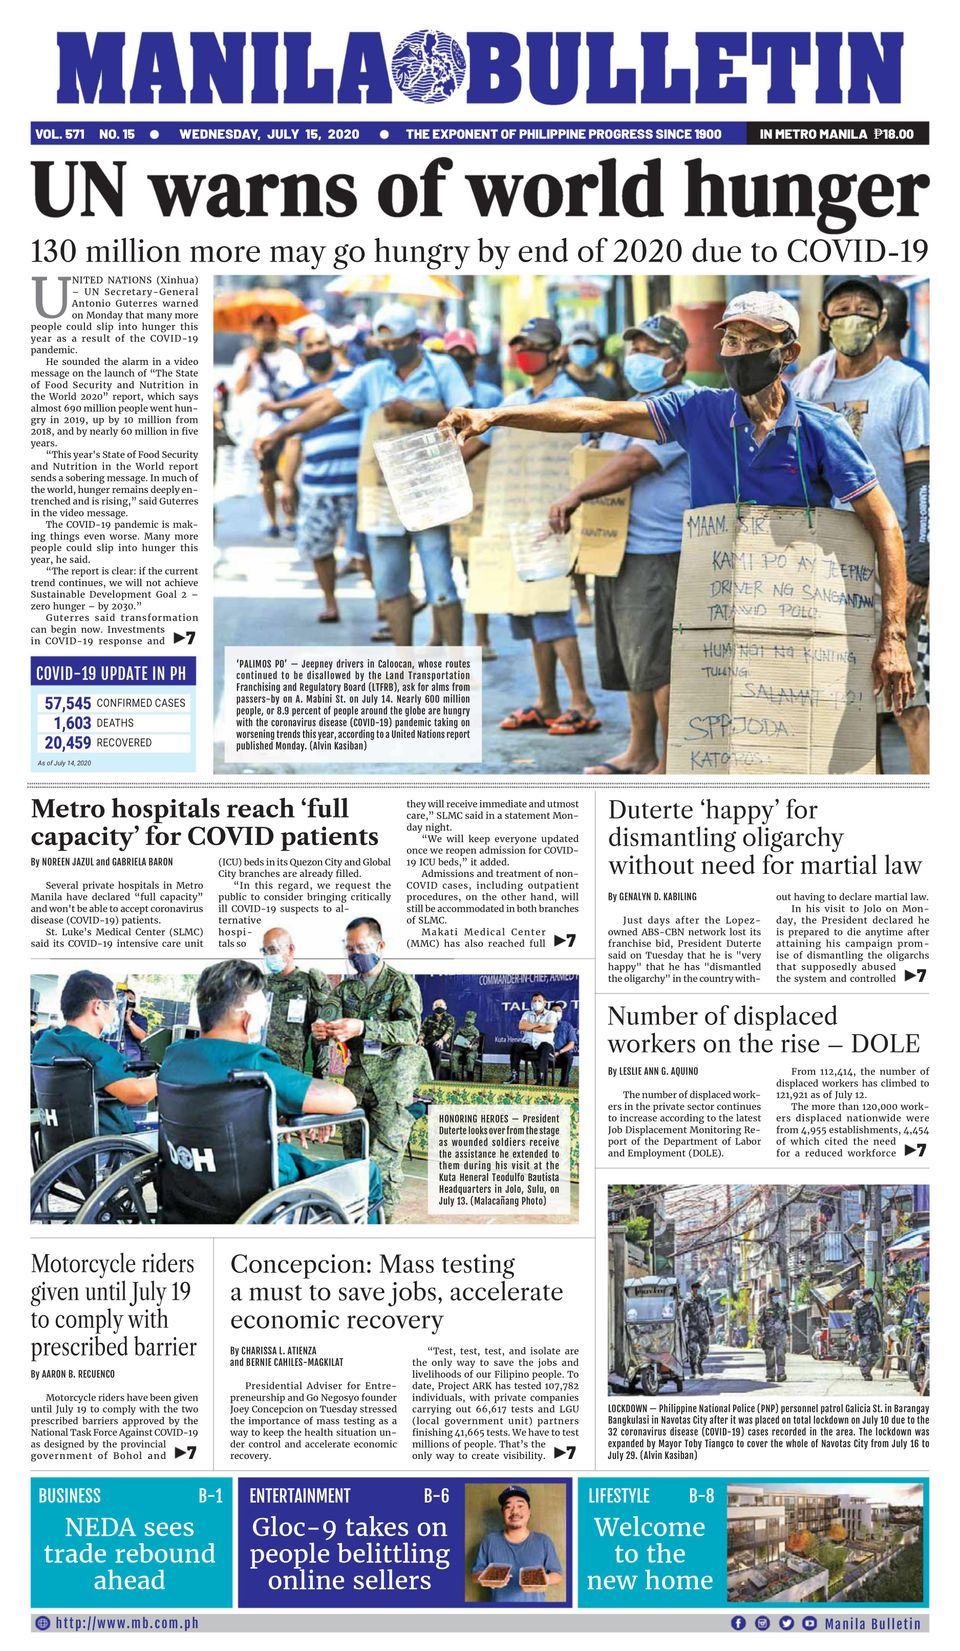 MANILA BULLETIN
VOL. 571 NO. 15 ● WEDNESDAY, JULY 15, 2020 ● THE EXPONENT OF PHILIPPINE PROGRESS SINCE 1900 IN METRO MANILA ₱18.00
UN warns of world hunger
130 million more may go hungry by end of 2020 due to COVID-19
UNITED NATIONS (Xinhua)
– UN Secretary-General
Antonio Guterres warned
on Monday that many more
people could slip into hunger this
year as a result of the COVID-19
pandemic.
He sounded the alarm in a video
message on the launch of “The State
of Food Security and Nutrition in
the World 2020” report, which says
almost 690 million people went hun-
gry in 2019, up by 10 million from
2018, and by nearly 60 million in five
years.
“This year's State of Food Security
and Nutrition in the World report
sends a sobering message. In much of
the world, hunger remains deeply en-
trenched and is rising,” said Guterres
in the video message.
The COVID-19 pandemic is mak-
ing things even worse. Many more
people could slip into hunger this
year, he said.
“The report is clear: if the current
trend continues, we will not achieve
Sustainable Development Goal 2 –
zero hunger – by 2030.”
Guterres said transformation
can begin now. Investments
in COVID-19 response and ▶7
MAAM, SIR
KAMI PO AY JEEPNEY
DRIVER NG SANGANDAAN
TATAWID POLO.
HUMINGI NG KUNTING
TULUNG
SALAMAT PO!
SPPJODA.
‘PALIMOS PO’ – Jeepney drivers in Caloocan, whose routes
continued to be disallowed by the Land Transportation
Franchising and Regulatory Board (LTFRB), ask for alms from
passers-by on A. Mabini St. on July 14. Nearly 600 million
people, or 8.9 percent of people around the globe are hungry
with the coronavirus disease (COVID-19) pandemic taking on
worsening trends this year, according to a United Nations report
published Monday. (Alvin Kasiban)
COVID-19 UPDATE IN PH
57,545 CONFIRMED CASES
1,603 DEATHS
20,459 RECOVERED
As of July 14, 2020
Metro hospitals reach ‘full
capacity’ for COVID patients
By NOREEN JAZUL and GABRIELA BARON
Several private hospitals in Metro
Manila have declared “full capacity”
and won't be able to accept coronavirus
disease (COVID-19) patients.
St. Luke’s Medical Center (SLMC)
said its COVID-19 intensive care unit
(ICU) beds in its Quezon City and Global
City branches are already filled.
“In this regard, we request the
public to consider bringing critically
ill COVID-19 suspects to al-
ternative
hospi-
tals so
they will receive immediate and utmost
care,” SLMC said in a statement Mon-
day night.
“We will keep everyone updated
once we reopen admission for COVID-
19 ICU beds,” it added.
Admissions and treatment of non-
COVID cases, including outpatient
procedures, on the other hand, will
still be accommodated in both branches
of SLMC.
Makati Medical Center
(MMC) has also reached full ▶7
Duterte ‘happy’ for
dismantling oligarchy
without need for martial law
By GENALYN D. KABILING
Just days after the Lopez-
owned ABS-CBN network lost its
franchise bid, President Duterte
said on Tuesday that he is "very
happy" that he has "dismantled
the oligarchy" in the country with-
out having to declare martial law.
In his visit to Jolo on Mon-
day, the President declared he
is prepared to die anytime after
attaining his campaign prom-
ise of dismantling the oligarchs
that supposedly abused
the system and controlled ▶7
COMMANDER-IN-CHIEF, ARMED
DOH
HONORING HEROES – President
Duterte looks over from the stage
as wounded soldiers receive
the assistance he extended to
them during his visit at the
Kuta Heneral Teodulfo Bautista
Headquarters in Jolo, Sulu, on
July 13. (Malacañang Photo)
Number of displaced
workers on the rise – DOLE
By LESLIE ANN G. AQUINO
The number of displaced work-
ers in the private sector continues
to increase according to the latest
Job Displacement Monitoring Re-
port of the Department of Labor
and Employment (DOLE).
From 112,414, the number of
displaced workers has climbed to
121,921 as of July 12.
The more than 120,000 work-
ers displaced nationwide were
from 4,955 establishments, 4,454
of which cited the need
for a reduced workforce ▶7
LOCKDOWN – Philippine National Police (PNP) personnel patrol Galicia St. in Barangay
Bangkulasi in Navotas City after it was placed on total lockdown on July 10 due to the
32 coronavirus disease (COVID-19) cases recorded in the area. The lockdown was
expanded by Mayor Toby Tiangco to cover the whole of Navotas City from July 16 to
July 29. (Alvin Kasiban)
Motorcycle riders
given until July 19
to comply with
prescribed barrier
By AARON B. RECUENCO
Motorcycle riders have been given
until July 19 to comply with the two
prescribed barriers approved by the
National Task Force Against COVID-19
as designed by the provincial
government of Bohol and ▶7
Concepcion: Mass testing
a must to save jobs, accelerate
economic recovery
By CHARISSA L. ATIENZA
and BERNIE CAHILES-MAGKILAT
Presidential Adviser for Entre-
preneurship and Go Negosyo founder
Joey Concepcion on Tuesday stressed
the importance of mass testing as a
way to keep the health situation un-
der control and accelerate economic
recovery.
“Test, test, test, and isolate are
the only way to save the jobs and
livelihoods of our Filipino people. To
date, Project ARK has tested 107,782
individuals, with private companies
carrying out 66,617 tests and LGU
(local government unit) partners
finishing 41,665 tests. We have to test
millions of people. That’s the
only way to create visibility. ▶7
BUSINESS B-1
NEDA sees
trade rebound
ahead
ENTERTAINMENT B-6
Gloc-9 takes on
people belittling
online sellers
LIFESTYLE B-8
Welcome
to the
new home
http://www.mb.com.ph
Manila Bulletin